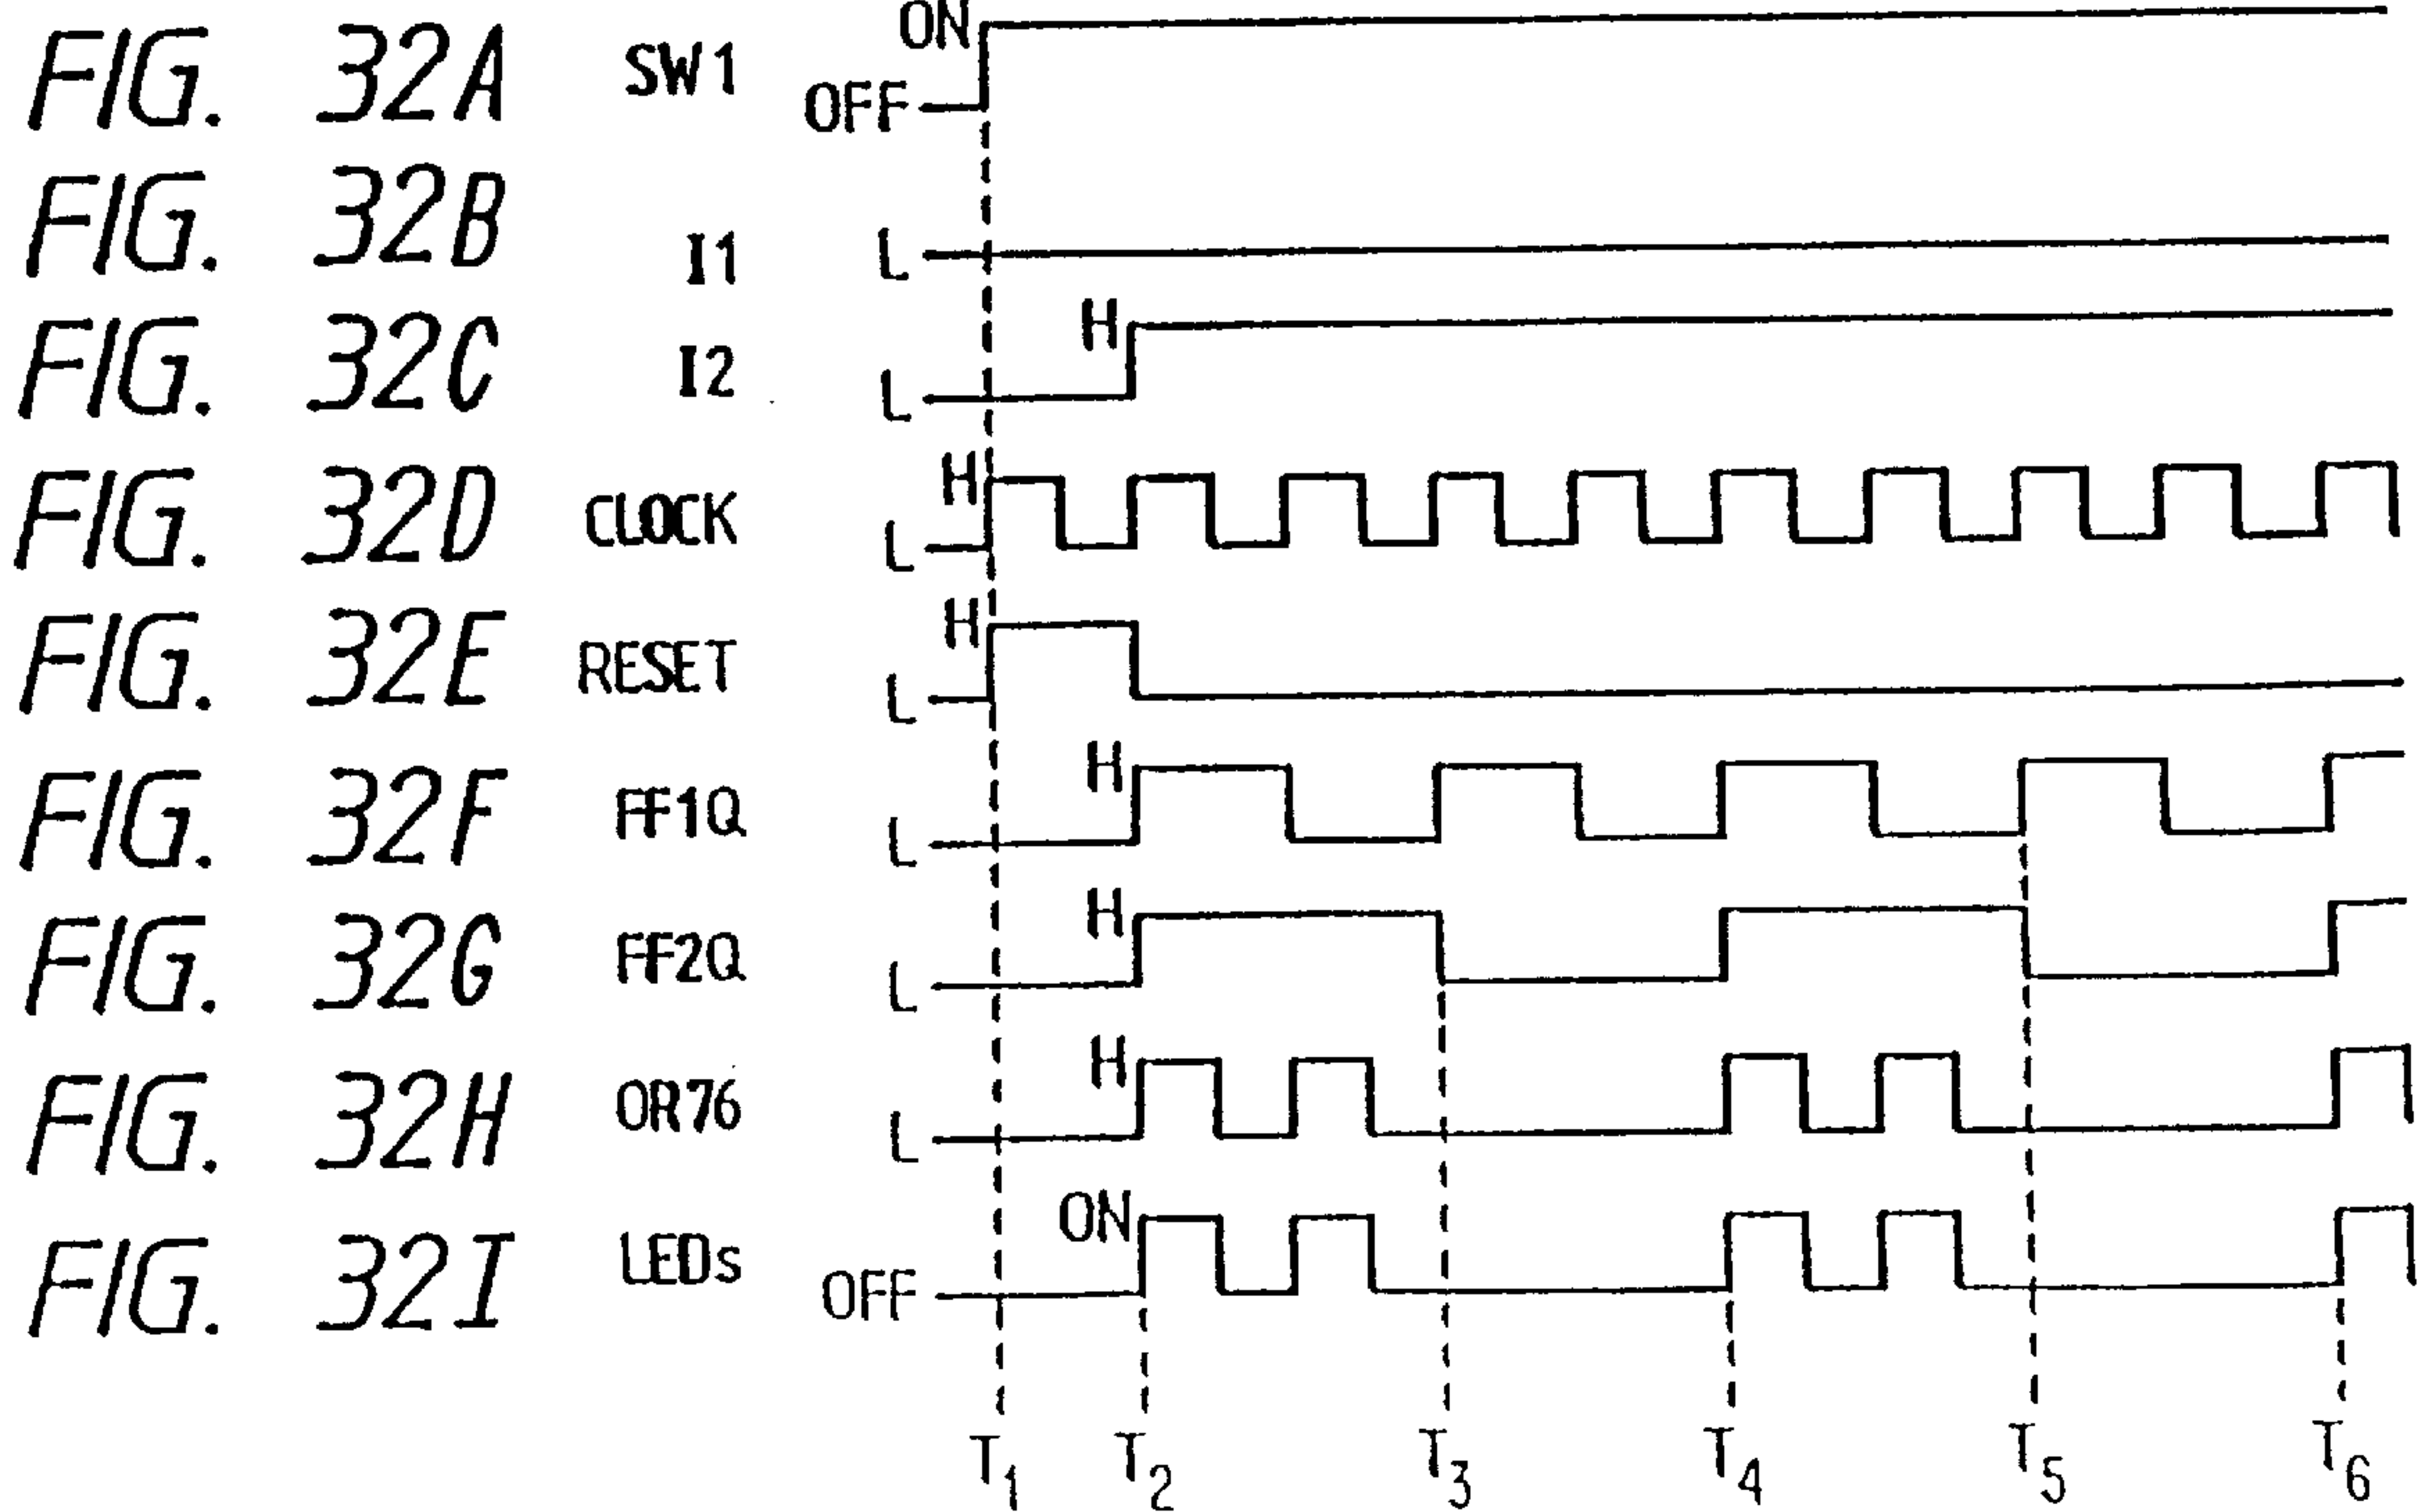 FIG. 32A SW1 ON OFF
FIG. 32B I1 L
FIG. 32C I2 H L
FIG. 32D CLOCK H L
FIG. 32E RESET H L
FIG. 32F FF1Q H L
FIG. 32G FF2Q H L
FIG. 32H OR76 H L
FIG. 32I LEDs ON OFF
T1 T2 T3 T4 T5 T6